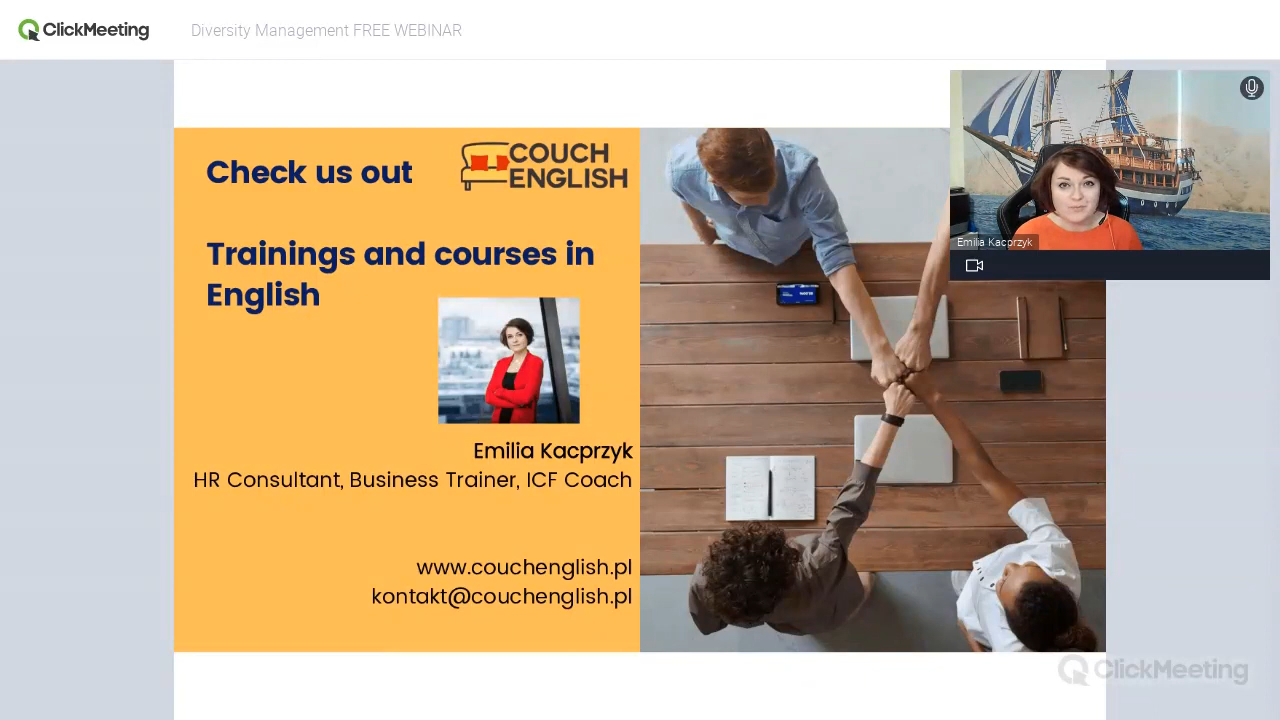 ClickMeeting
Diversity Management FREE WEBINAR
Check us out
COUCH
ENGLISH
Trainings and courses in
English
Emilia Kacprzyk
HR Consultant, Business Trainer, ICF Coach
www.couchenglish.pl
kontakt@couchenglish.pl
Emilia Kacprzyk
ClickMeeting